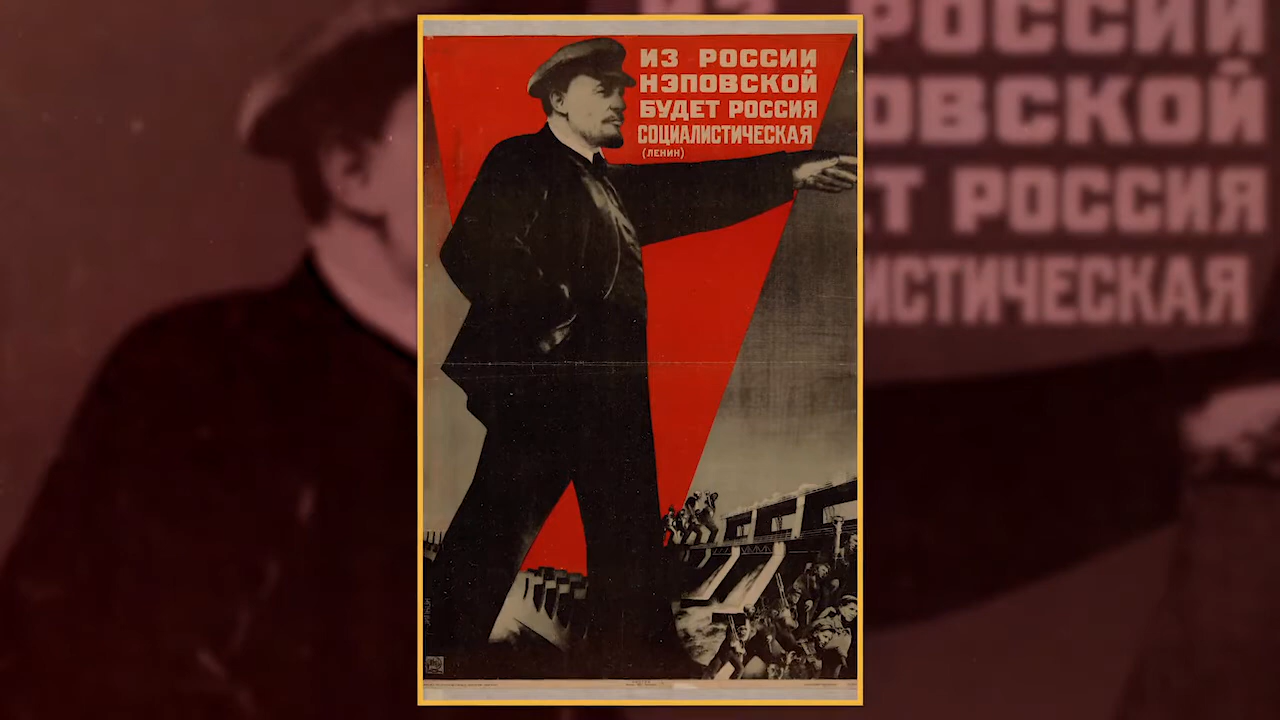 ИЗ РОССИИ
НЭПОВСКОЙ
БУДЕТ РОССИЯ
СОЦИАЛИСТИЧЕСКАЯ
(ЛЕНИН)